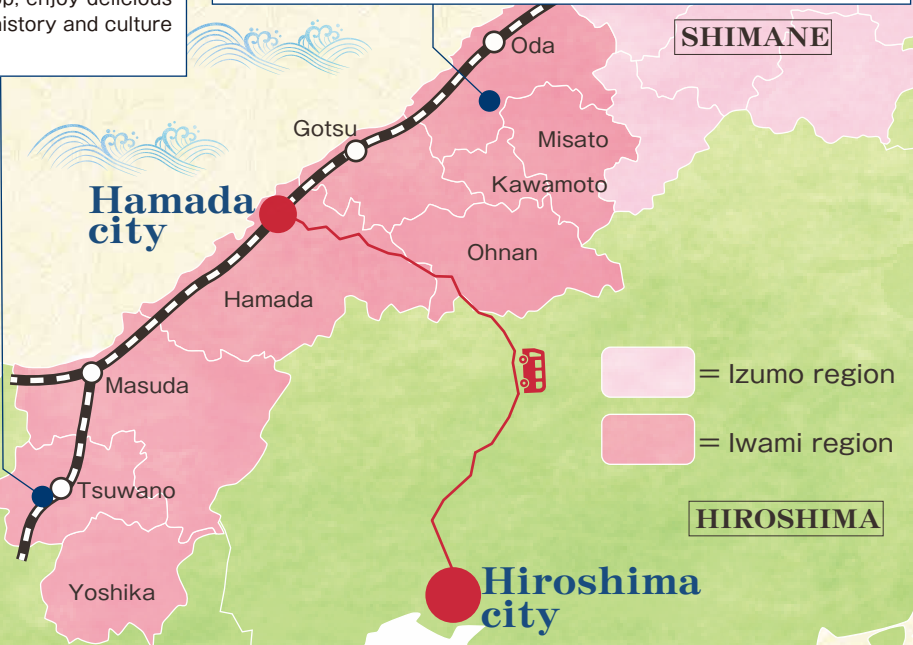 enjoy delicious
history and culture
SHIMANE
Oda
Gotsu
Misato
Kawamoto
Hamada
city
Ohnan
Hamada
Masuda
= Izumo region
= Iwami region
Tsuwano
HIROSHIMA
Yoshika
Hiroshima
city